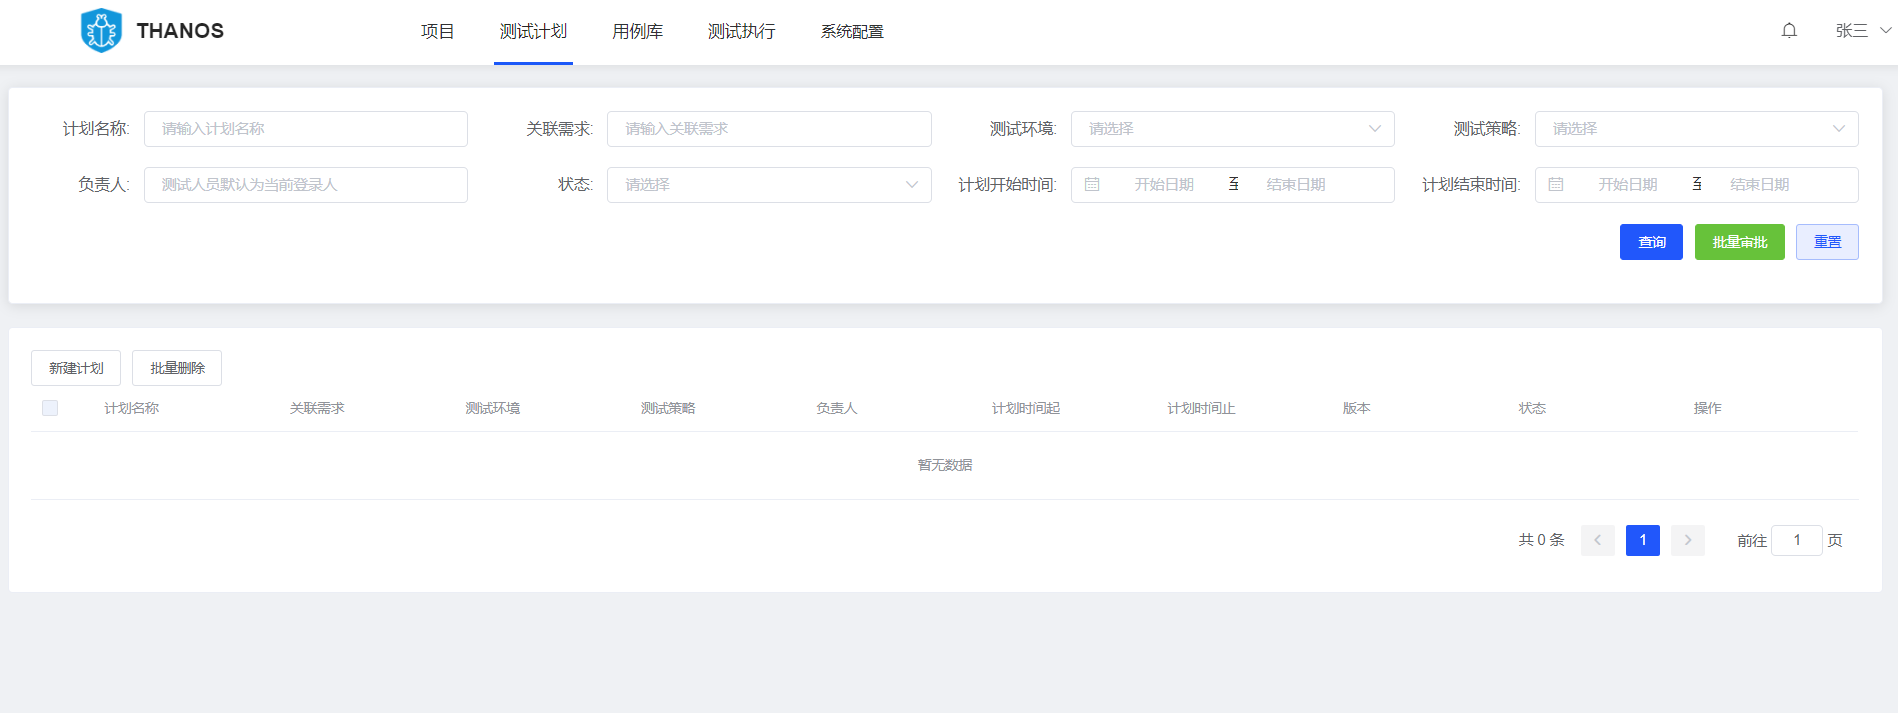 THANOS 项目 测试计划 用例库 测试执行 系统配置 张三
计划名称: 请输入计划名称 关联需求: 请输入关联需求 测试环境: 请选择 测试策略: 请选择
负责人: 测试人员默认为当前登录人 状态: 请选择 计划开始时间: 开始日期 至 结束日期 计划结束时间: 开始日期 至 结束日期
查询 批量审批 重置
新建计划 批量删除
计划名称 关联需求 测试环境 测试策略 负责人 计划时间起 计划时间止 版本 状态 操作
暂无数据
共 0 条 1 前往 1 页